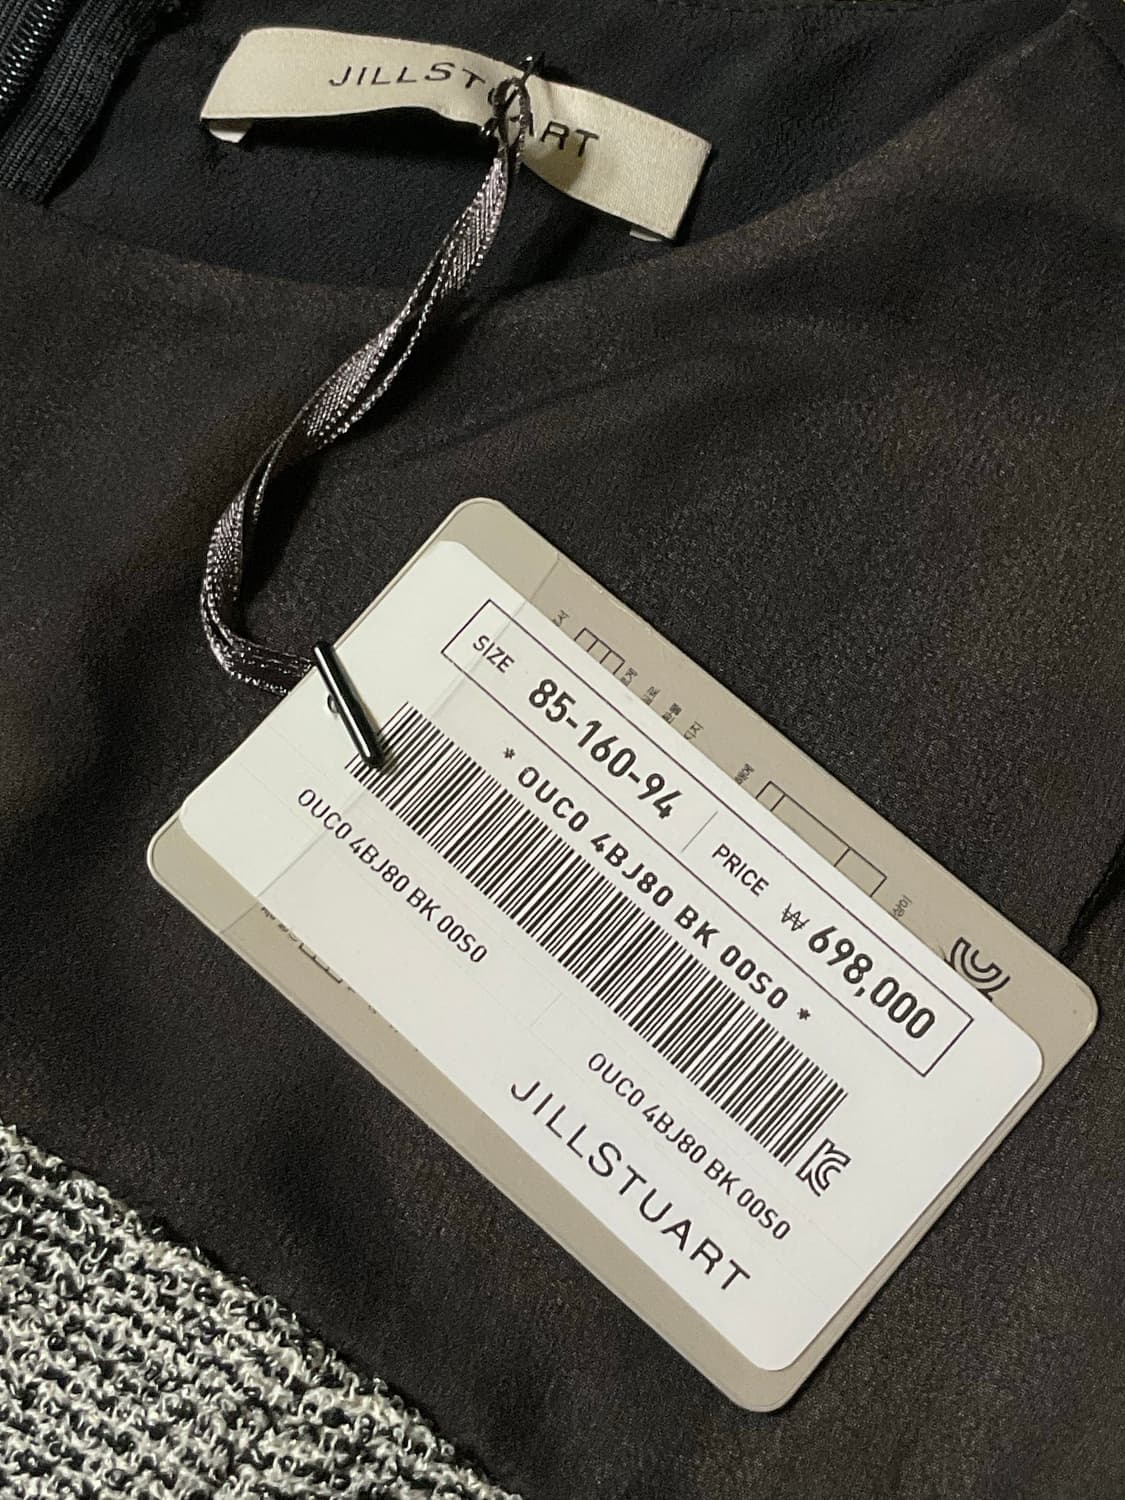 JILLSTUART
SIZE 85-160-94 PRICE ₩ 698,000
* OUC0 4BJ80 BK 00S0 *
OUC0 4BJ80 BK 00S0
OUC0 4BJ80 BK 00S0
JILLSTUART